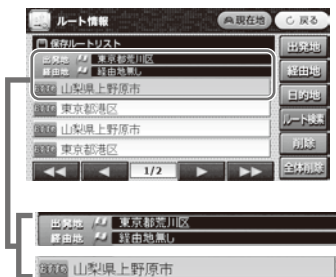 ルート情報
現在地
戻る
保存ルートリスト
出発地 東京都荒川区
経由地 経由地無し
山梨県上野原市
東京都港区
山梨県上野原市
東京都港区
1/2
出発地
経由地
目的地
ルート検索
削除
全体削除
出発地 東京都荒川区
経由地 経由地無し
山梨県上野原市